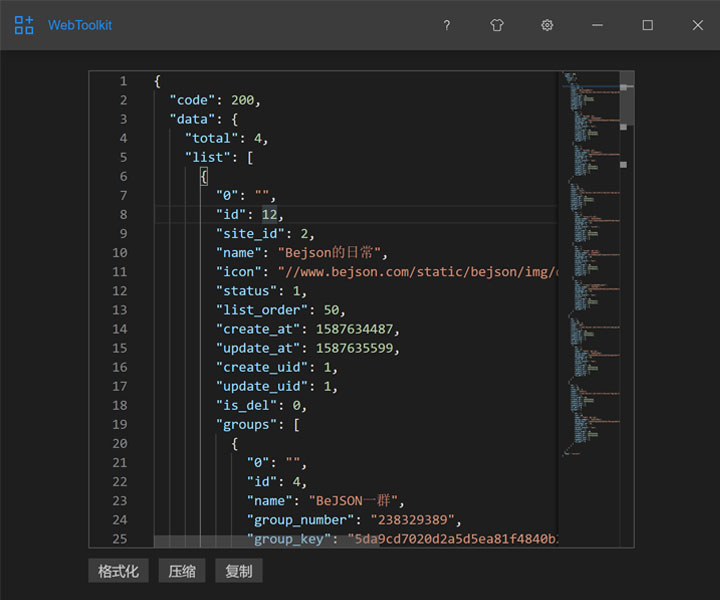 WebToolkit
?
1 {
2 "code": 200,
3 "data": {
4 "total": 4,
5 "list": [
6 {
7 "0": "",
8 "id": 12,
9 "site_id": 2,
10 "name": "Bejson的日常",
11 "icon": "//www.bejson.com/static/bejson/img/
12 "status": 1,
13 "list_order": 50,
14 "create_at": 1587634487,
15 "update_at": 1587635599,
16 "create_uid": 1,
17 "update_uid": 1,
18 "is_del": 0,
19 "groups": [
20 {
21 "0": "",
22 "id": 4,
23 "name": "BeJSON一群",
24 "group_number": "238329389",
25 "group_key": "5da9cd7020d2a5d5ea81f4840b
格式化 压缩 复制